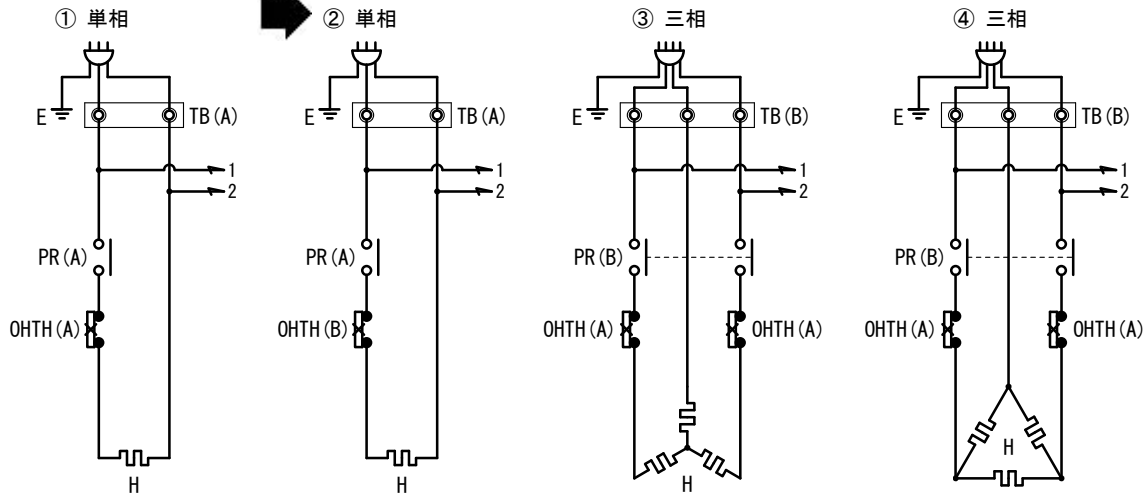 ① 単相
② 単相
③ 三相
④ 三相
E
TB(A)
E
TB(A)
E
TB(B)
E
TB(B)
1
1
1
1
2
2
2
2
PR(A)
PR(A)
PR(B)
PR(B)
OHTH(A)
OHTH(B)
OHTH(A)
OHTH(A)
OHTH(A)
OHTH(A)
H
H
H
H